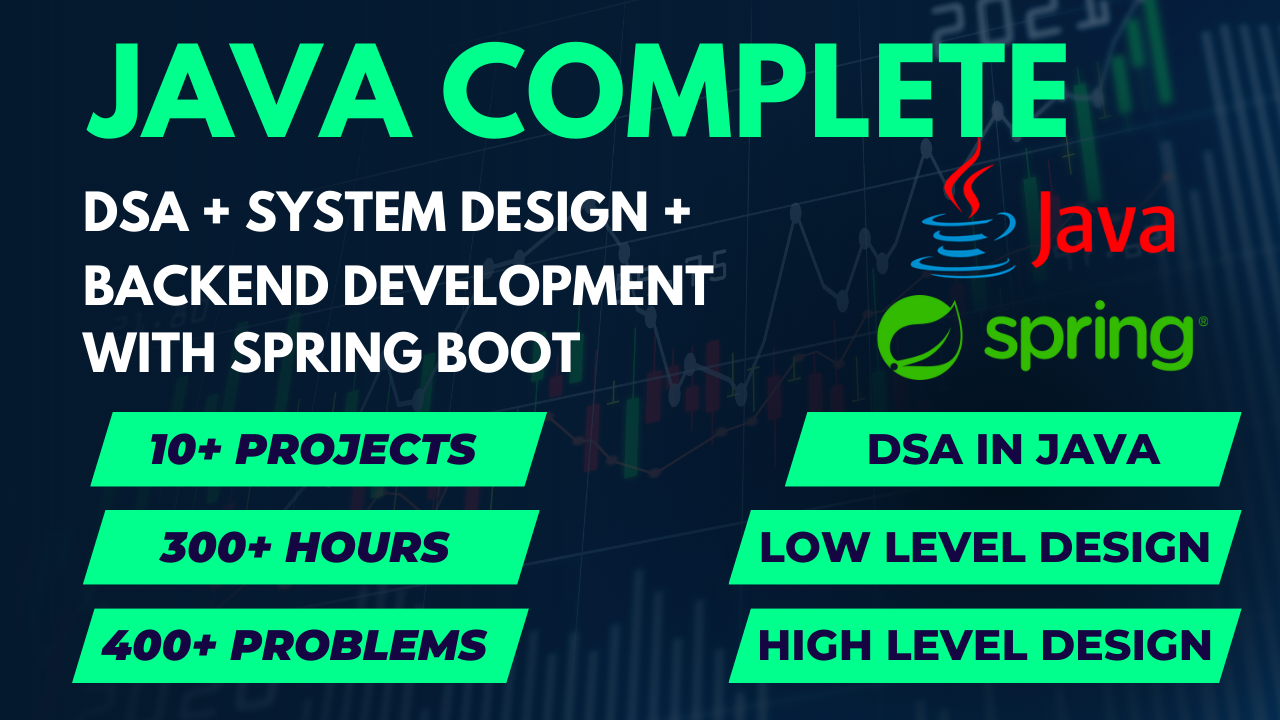 JAVA COMPLETE
2021
DSA + SYSTEM DESIGN +
BACKEND DEVELOPMENT
WITH SPRING BOOT
Java
spring®
10+ PROJECTS
300+ HOURS
400+ PROBLEMS
DSA IN JAVA
LOW LEVEL DESIGN
HIGH LEVEL DESIGN